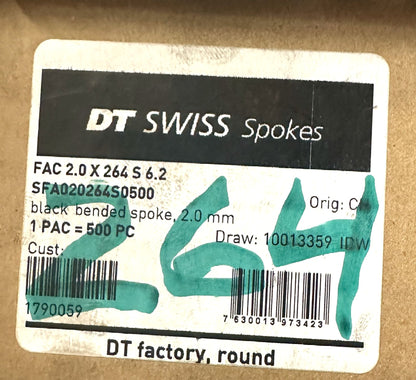 DT SWISS Spokes
FAC 2.0 X 264 S 6.2
SFA020264S0500
Orig: CH
black bended spoke, 2.0 mm
1 PAC = 500 PC
Draw: 10013359 IDW
Cust:
264
1790059
7 630013 973423
DT factory, round